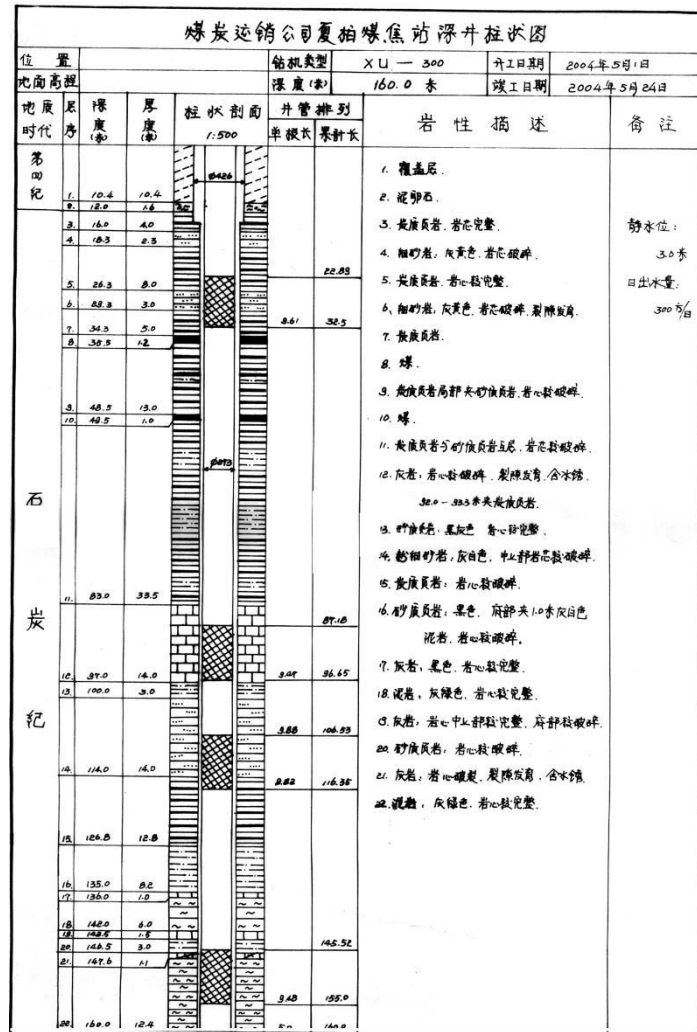 煤炭运销公司夏柏煤焦站深井柱状图
位置 钻机类型 XU — 300 开工日期 2004年5月1日
地面高程 深度(米) 160.0 米 竣工日期 2004年5月24日
地质时代 层序 深度(米) 厚度(米) 柱状剖面 1:500 井管排列 单根长 累计长 岩性描述 备注
第四纪
石炭纪
1. 10.4 10.4
2. 12.0 1.6
3. 16.0 4.0
4. 18.3 2.3
5. 26.3 8.0
6. 3.0
7. 34.3 5.0
8. 35.5 1.2
9. 48.5 13.0
10. 1.0
11. 83.0 33.5
12. 97.0 14.0
13. 100.0 3.0
14. 114.0 14.0
15. 126.8 12.8
16. 135.0 8.2
17. 136.0 1.0
18. 142.0 6.0
19. 143.5 1.5
20. 146.5 3.0
21. 147.6 1.1
22. 160.0 12.4
Ø426
22.89
8.61 32.5
87.18
96.65
9.88 106.53
9.82 116.35
145.52
9.48 155.0
160.0
1. 覆盖层.
2. 泥卵石.
3. 炭质页岩. 岩芯完整.
4. 细砂岩: 灰黄色. 岩芯破碎.
5. 炭质页岩. 岩心较完整.
6. 细砂岩: 灰黄色. 岩芯破碎. 裂隙发育.
7. 炭质页岩.
8. 煤.
9. 炭质页岩局部夹砂质页岩. 岩心较破碎.
10. 煤.
11. 炭质页岩与砂质页岩互层. 岩芯较破碎.
12. 灰岩: 岩心较破碎. 裂隙发育. 含水锈.
92.0 – 93.3米夹炭质页岩.
13. 砂质页岩. 黑灰色 岩心较完整.
14. 粉细砂岩: 灰白色. 中上部岩芯较破碎.
15. 炭质页岩: 岩心较破碎.
16. 砂质页岩: 黑色. 底部夹1.0米灰白色
泥岩. 岩心较破碎.
17. 灰岩: 黑色. 岩心较完整.
18. 泥岩: 灰绿色. 岩心较完整.
19. 灰岩: 岩心中上部较完整. 底部较破碎.
20. 砂质页岩: 岩心较破碎.
21. 灰岩: 岩心破裂. 裂隙发育. 含水锈.
22. 泥岩: 灰绿色. 岩心较完整.
静水位:
3.0米
日出水量:
300方/日